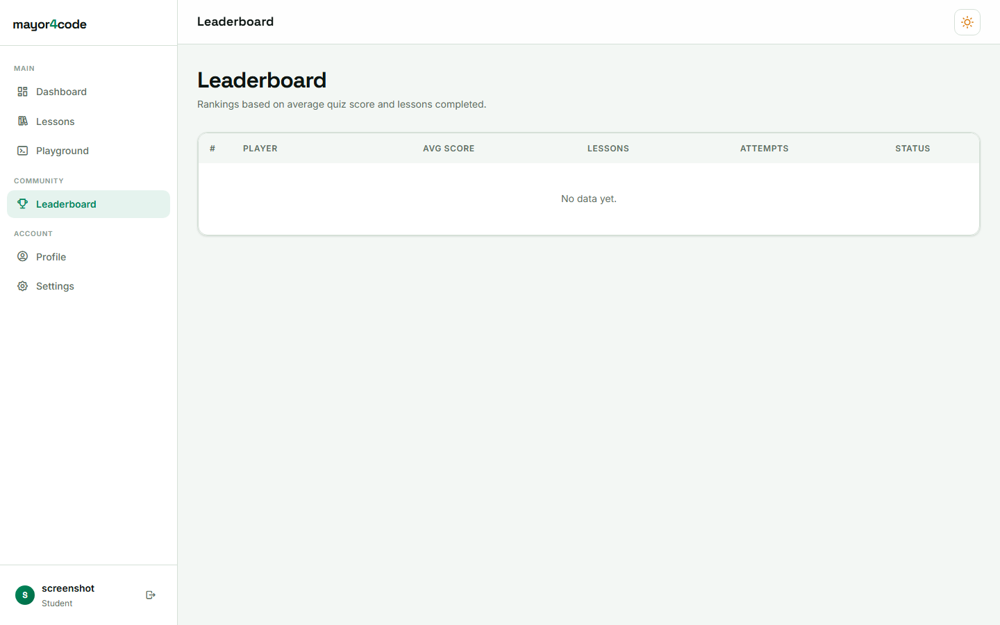 mayor4code
MAIN
Dashboard
Lessons
Playground
COMMUNITY
Leaderboard
ACCOUNT
Profile
Settings
S
screenshot
Student
Leaderboard
Leaderboard
Rankings based on average quiz score and lessons completed.
# PLAYER AVG SCORE LESSONS ATTEMPTS STATUS
No data yet.